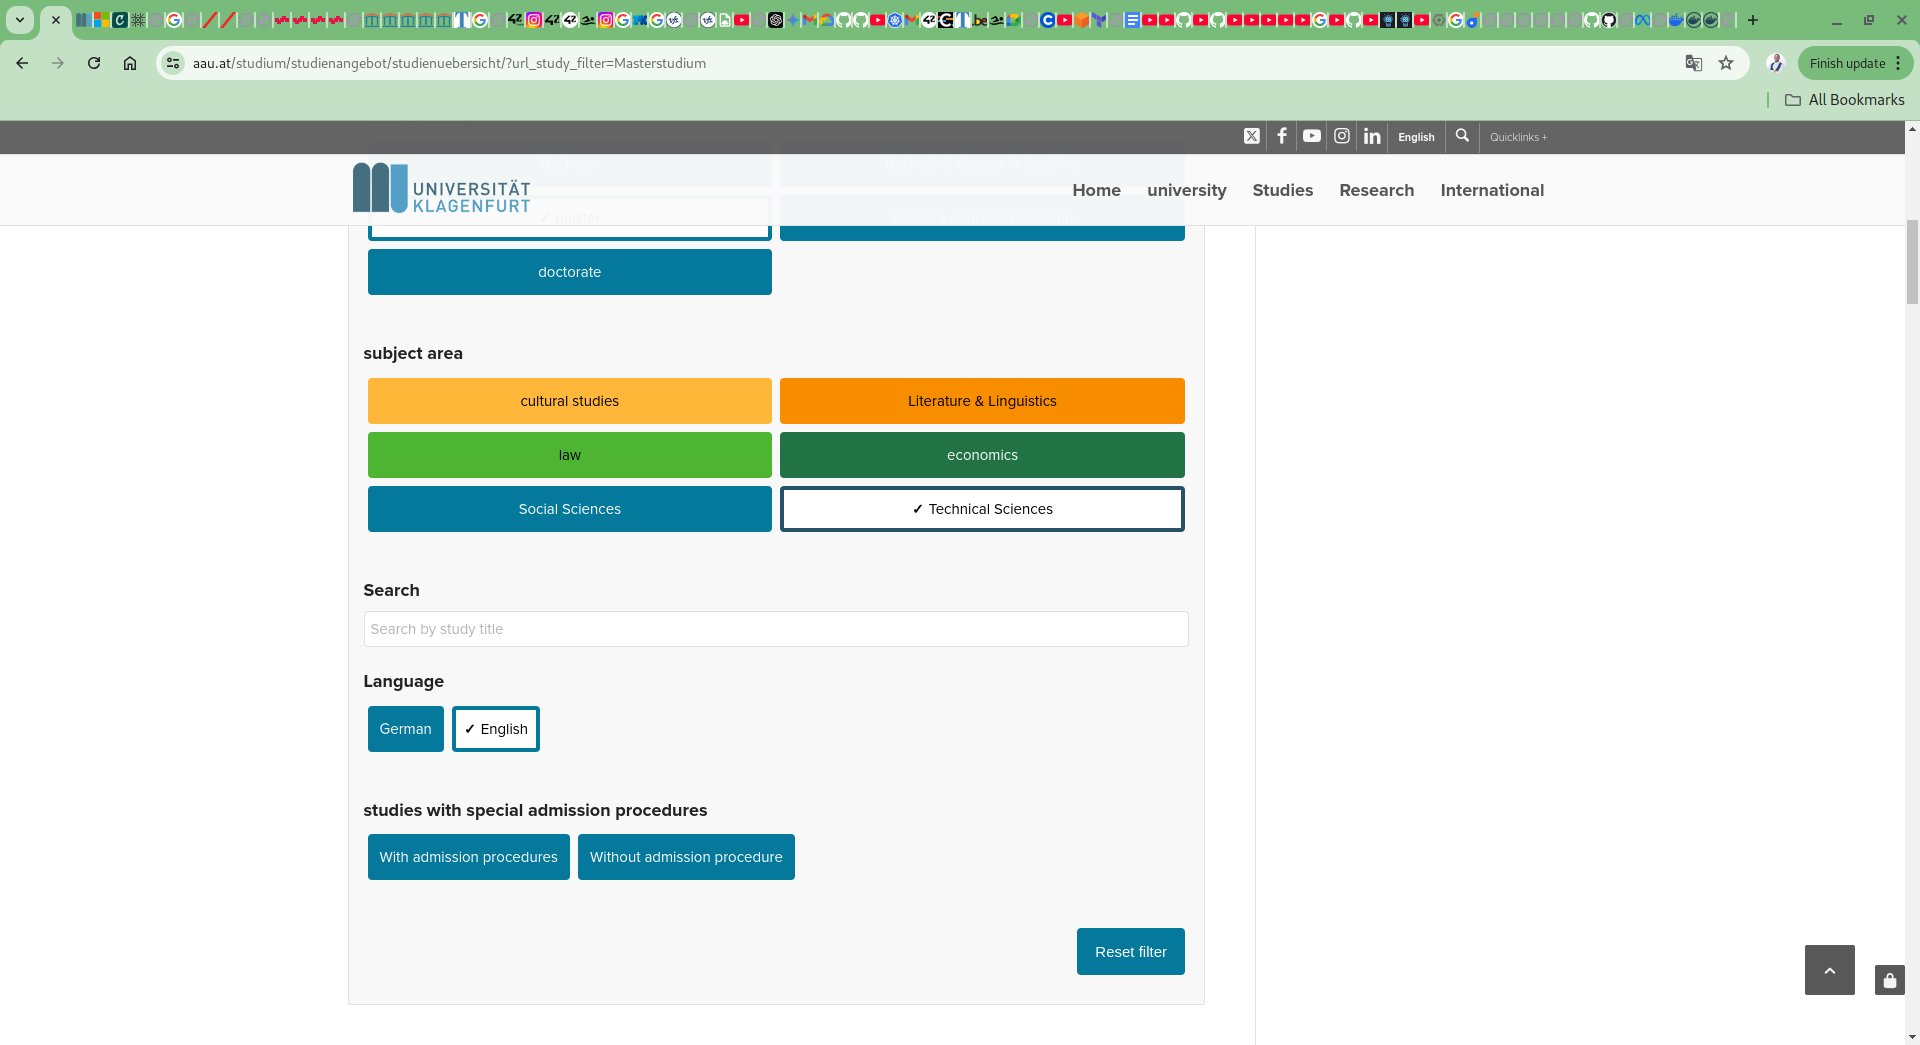 aau.at/studium/studienangebot/studienuebersicht/?url_study_filter=Masterstudium
Finish update
All Bookmarks
English
Quicklinks +
UNIVERSITÄT
KLAGENFURT
Home
university
Studies
Research
International
Bachelor
Bachelor's degree in teaching
✓ master
Master's degree in teaching
doctorate
subject area
cultural studies
Literature & Linguistics
law
economics
Social Sciences
✓ Technical Sciences
Search
Search by study title
Language
German
✓ English
studies with special admission procedures
With admission procedures
Without admission procedure
Reset filter